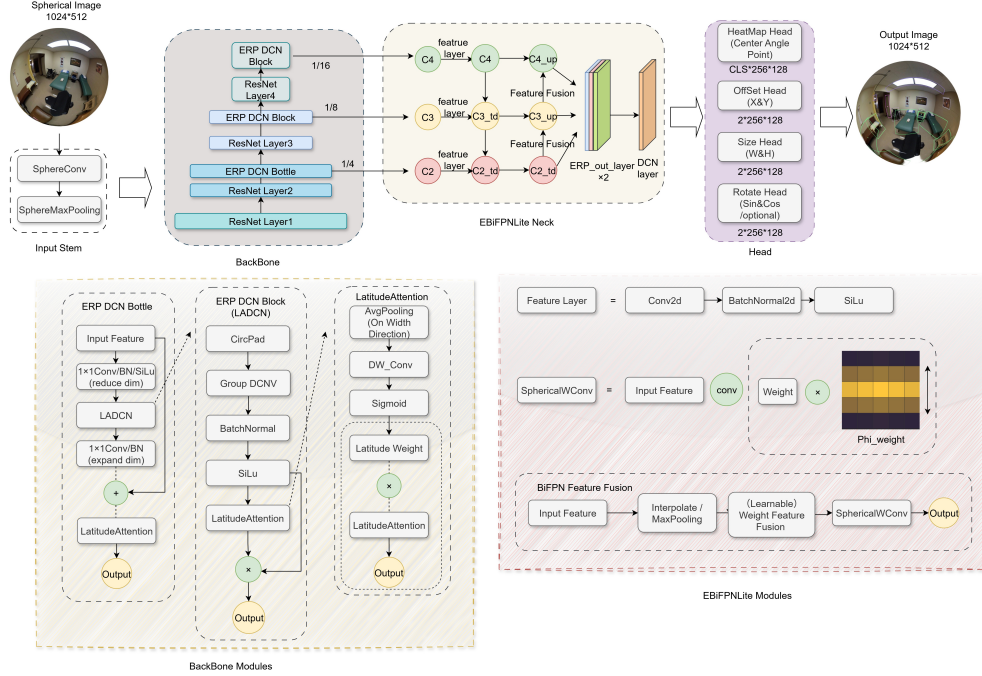 Spherical Image
1024*512
SphereConv
SphereMaxPooling
Input Stem
ERP DCN
Block
ResNet
Layer4
ERP DCN Block
ResNet Layer3
ERP DCN Bottle
ResNet Layer2
ResNet Layer1
1/16
1/8
1/4
BackBone
C4
featrue
layer
C4
C4_up
Feature Fusion
C3
featrue
layer
C3_td
C3_up
Feature Fusion
C2
featrue
layer
C2_td
C2_td
ERP_out_layer
×2
DCN
layer
EBiFPNLite Neck
HeatMap Head
(Center Angle
Point)
CLS*256*128
OffSet Head
(X&Y)
2*256*128
Size Head
(W&H)
2*256*128
Rotate Head
(Sin&Cos
/optional)
2*256*128
Head
Output Image
1024*512
ERP DCN Bottle
Input Feature
1×1Conv/BN/SiLu
(reduce dim)
LADCN
1×1Conv/BN
(expand dim)
+
LatitudeAttention
Output
ERP DCN Block
(LADCN)
CircPad
Group DCNV
BatchNormal
SiLu
LatitudeAttention
×
Output
LatitudeAttention
AvgPooling
(On Width
Direction)
DW_Conv
Sigmoid
Latitude Weight
×
LatitudeAttention
Output
BackBone Modules
Feature Layer
=
Conv2d
BatchNormal2d
SiLu
SphericalWConv
=
Input Feature
conv
Weight
×
Phi_weight
BiFPN Feature Fusion
Input Feature
Interpolate /
MaxPooling
(Learnable)
Weight Feature
Fusion
SphericalWConv
Output
EBiFPNLite Modules